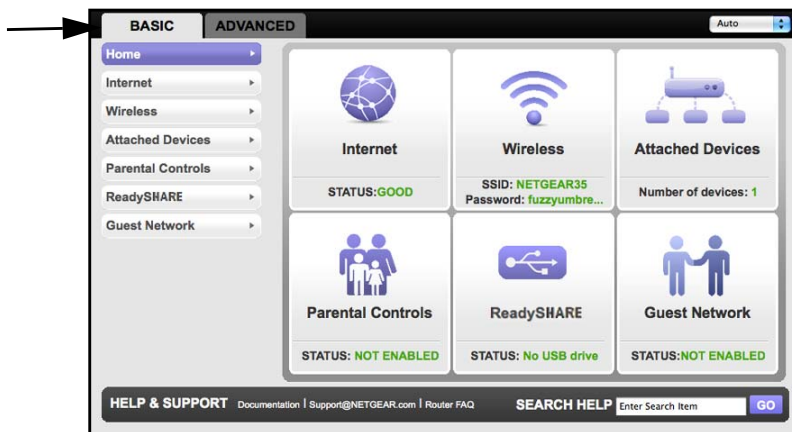 BASIC ADVANCED Auto
Home
Internet
Wireless
Attached Devices
Parental Controls
ReadySHARE
Guest Network
Internet
STATUS:GOOD
Wireless
SSID: NETGEAR35
Password: fuzzyumbre...
Attached Devices
Number of devices: 1
Parental Controls
STATUS: NOT ENABLED
ReadySHARE
STATUS: No USB drive
Guest Network
STATUS:NOT ENABLED
HELP & SUPPORT Documentation | Support@NETGEAR.com | Router FAQ SEARCH HELP Enter Search Item GO